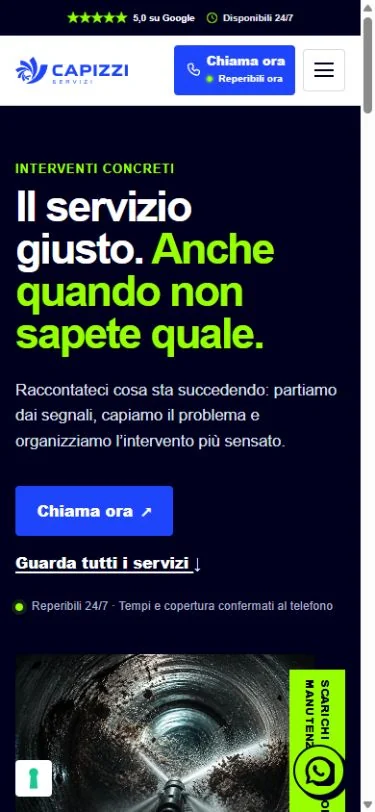 ★★★★★ 5,0 su Google Disponibili 24/7
CAPIZZI
SERVIZI
Chiama ora
Reperibili ora
INTERVENTI CONCRETI
Il servizio
giusto. Anche
quando non
sapete quale.
Raccontateci cosa sta succedendo: partiamo
dai segnali, capiamo il problema e
organizziamo l’intervento più sensato.
Chiama ora ↗
Guarda tutti i servizi ↓
Reperibili 24/7 · Tempi e copertura confermati al telefono
SCARICHI